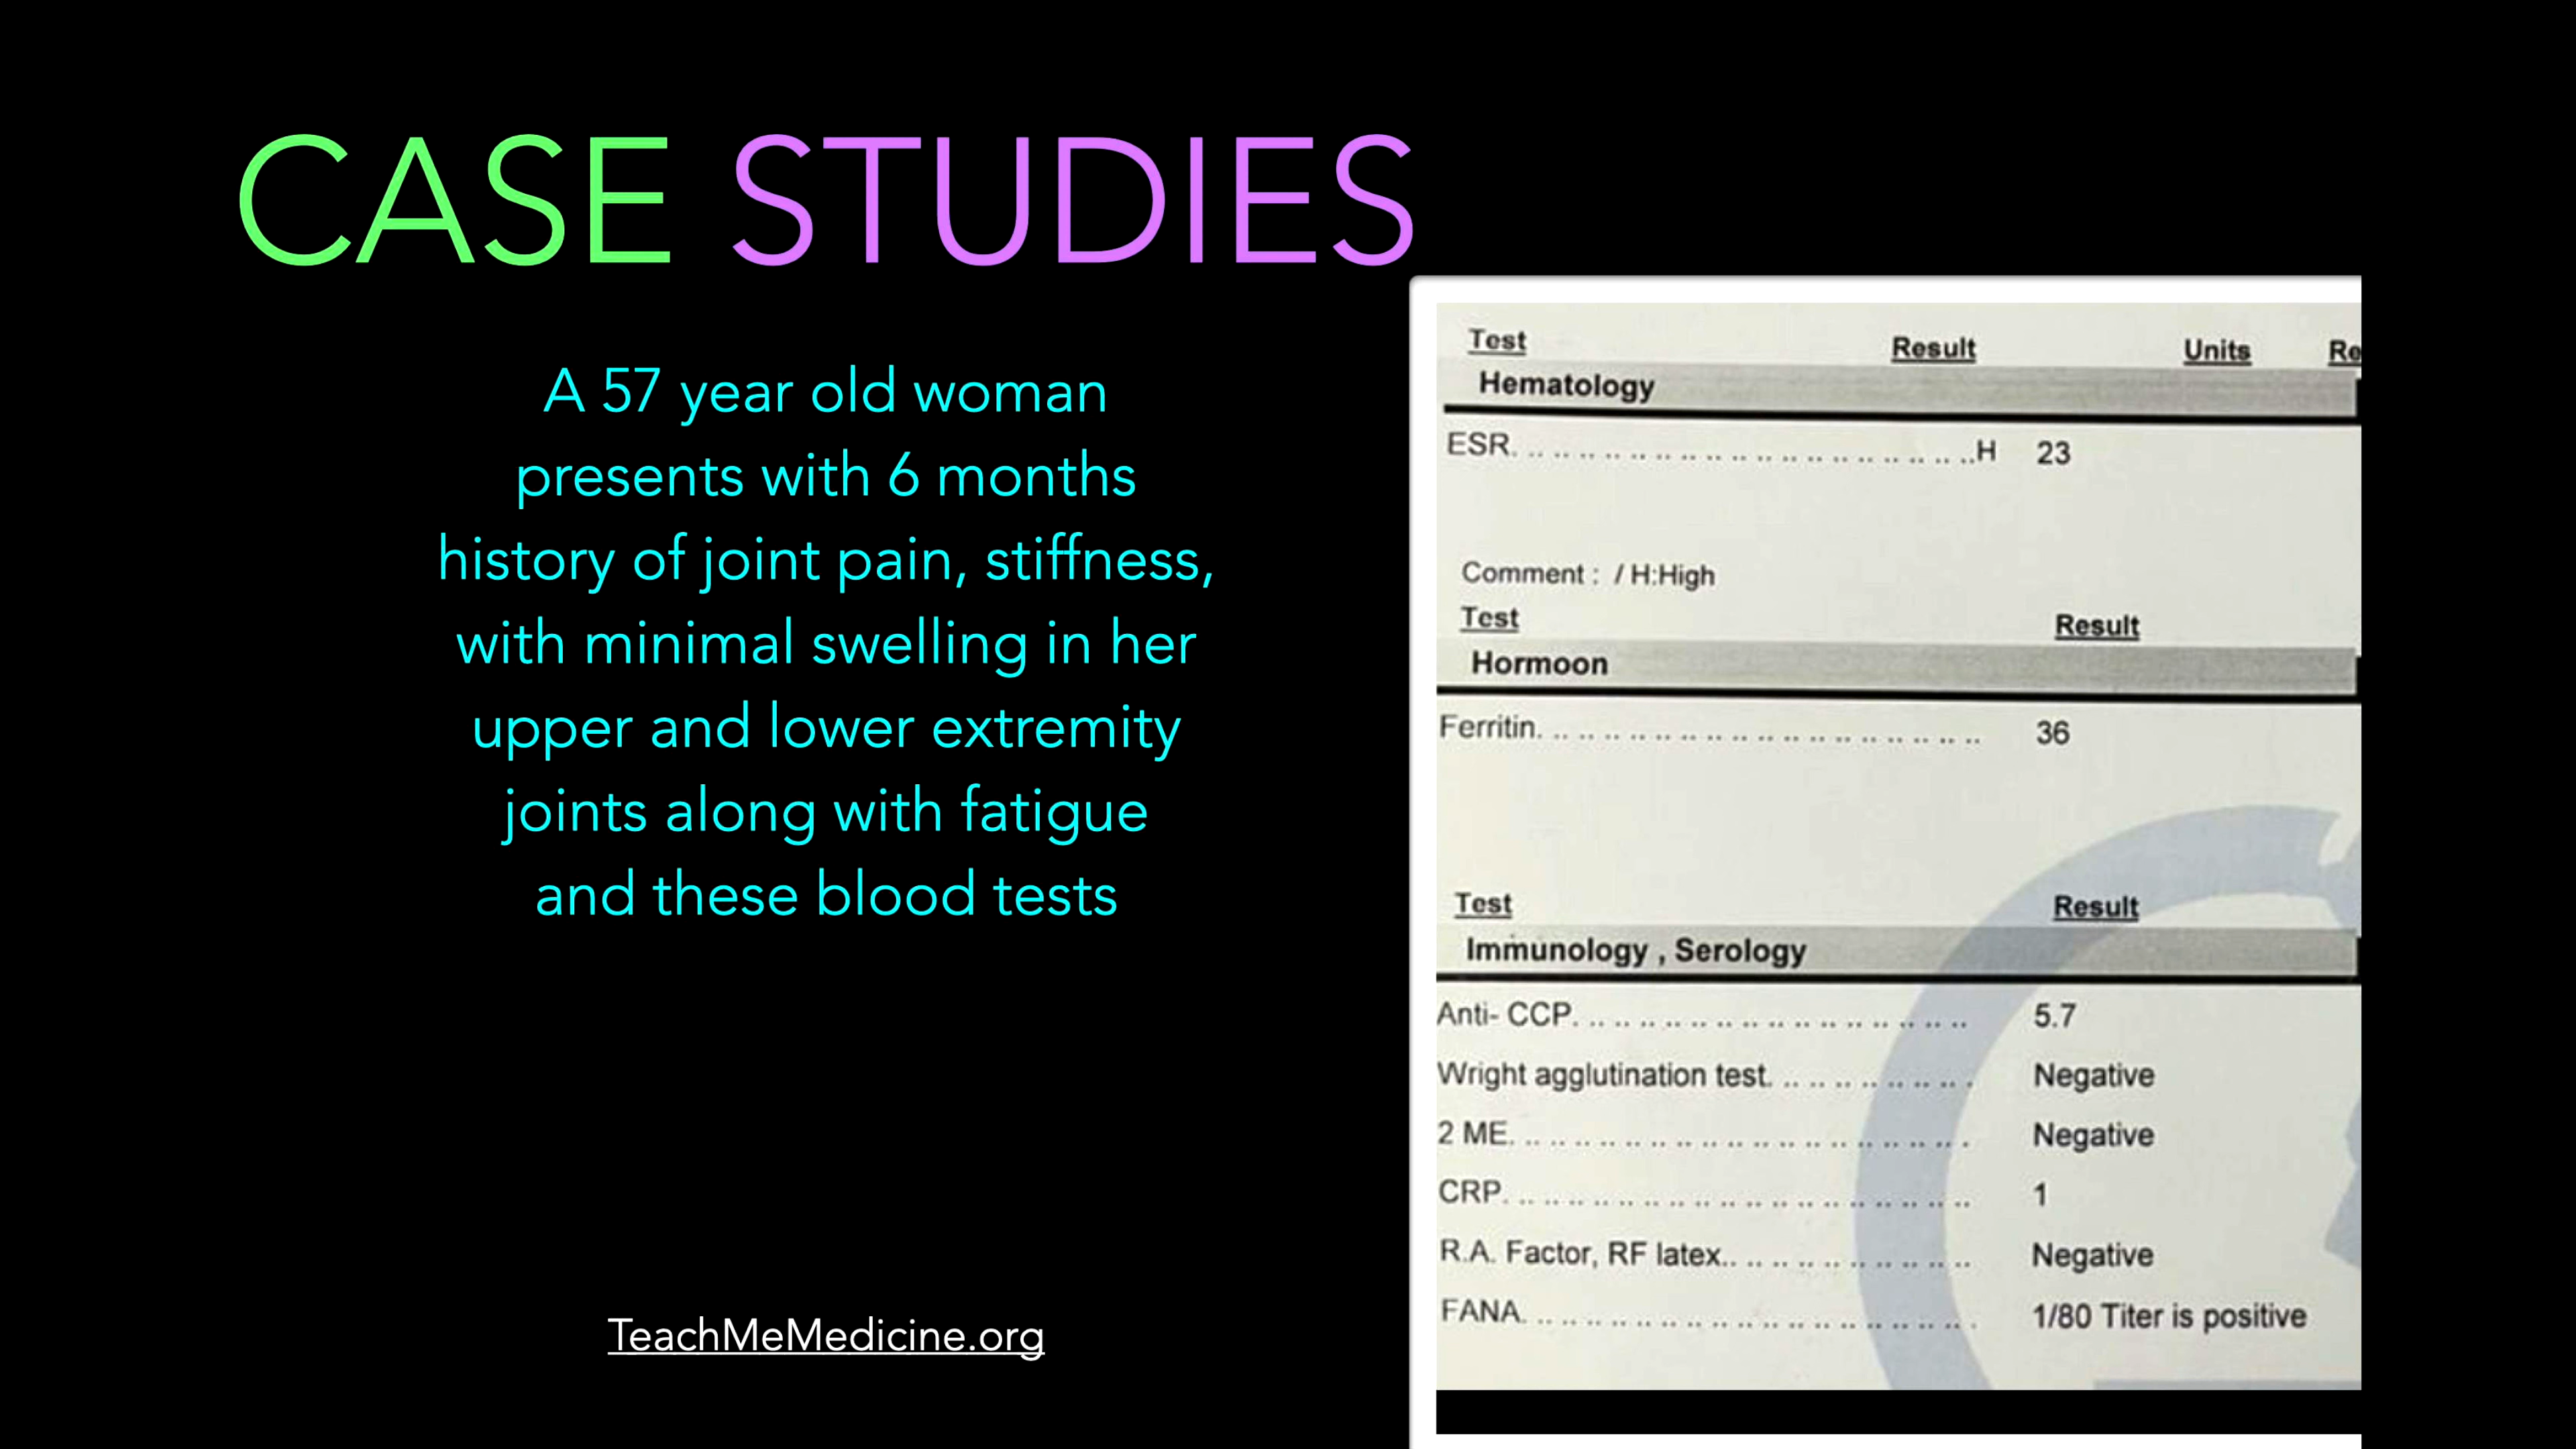 CASE STUDIES
A 57 year old woman
presents with 6 months
history of joint pain, stiffness,
with minimal swelling in her
upper and lower extremity
joints along with fatigue
and these blood tests
TeachMeMedicine.org
Test Result Units Re
Hematology
ESR. .. .. .. .. .. .. .. .. .. .. .. .. .. .. .. .. ..H 23
Comment : / H:High
Test Result
Hormoon
Ferritin. .. .. .. .. .. .. .. .. .. .. .. .. .. .. .. .. .. 36
Test Result
Immunology , Serology
Anti- CCP. .. .. .. .. .. .. .. .. .. .. .. .. .. .. .. 5.7
Wright agglutination test. .. .. .. .. .. .. .. . Negative
2 ME. .. .. .. .. .. .. .. .. .. .. .. .. .. .. .. .. .. . Negative
CRP. .. .. .. .. .. .. .. .. .. .. .. .. .. .. .. .. .. .. 1
R.A. Factor, RF latex.. .. .. .. .. .. .. .. .. .. Negative
FANA. .. .. .. .. .. .. .. .. .. .. .. .. .. .. .. .. .. . 1/80 Titer is positive